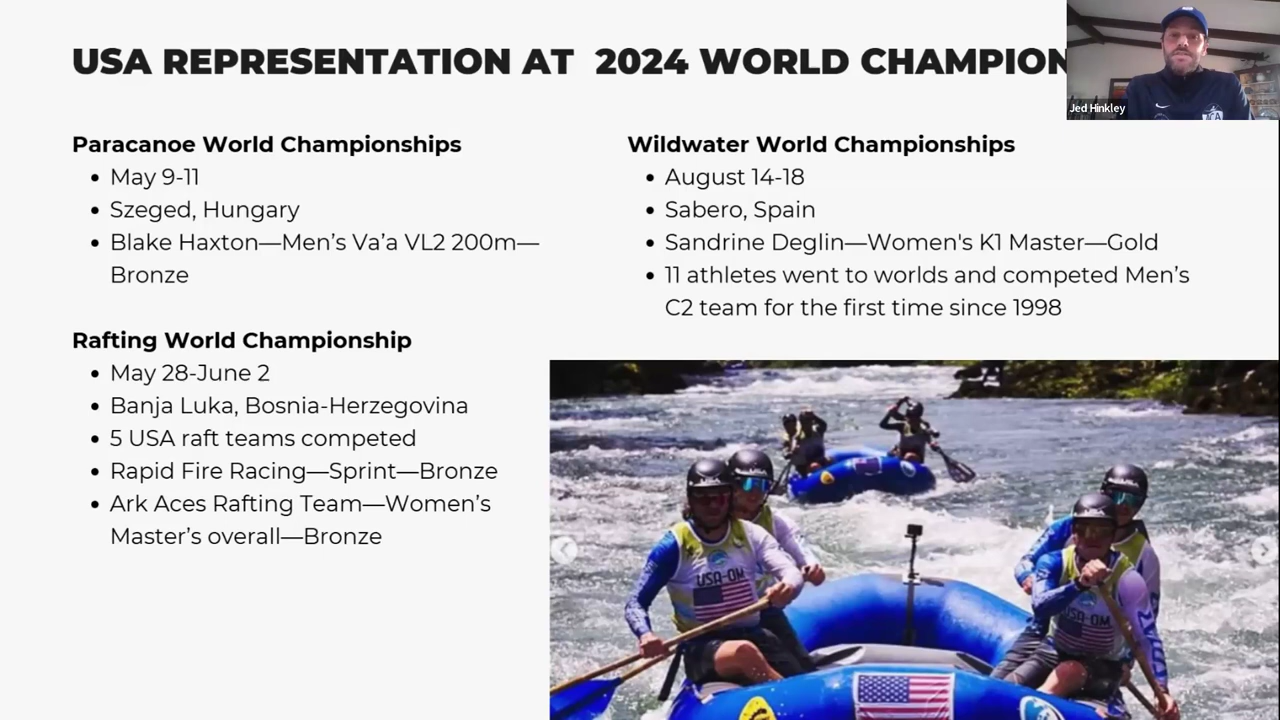 USA REPRESENTATION AT 2024 WORLD CHAMPION
Jed Hinkley
Paracanoe World Championships
• May 9-11
• Szeged, Hungary
• Blake Haxton—Men’s Va’a VL2 200m—
Bronze
Rafting World Championship
• May 28-June 2
• Banja Luka, Bosnia-Herzegovina
• 5 USA raft teams competed
• Rapid Fire Racing—Sprint—Bronze
• Ark Aces Rafting Team—Women’s
Master’s overall—Bronze
Wildwater World Championships
• August 14-18
• Sabero, Spain
• Sandrine Deglin—Women's K1 Master—Gold
• 11 athletes went to worlds and competed Men’s
C2 team for the first time since 1998
USA-OM
USA-OM